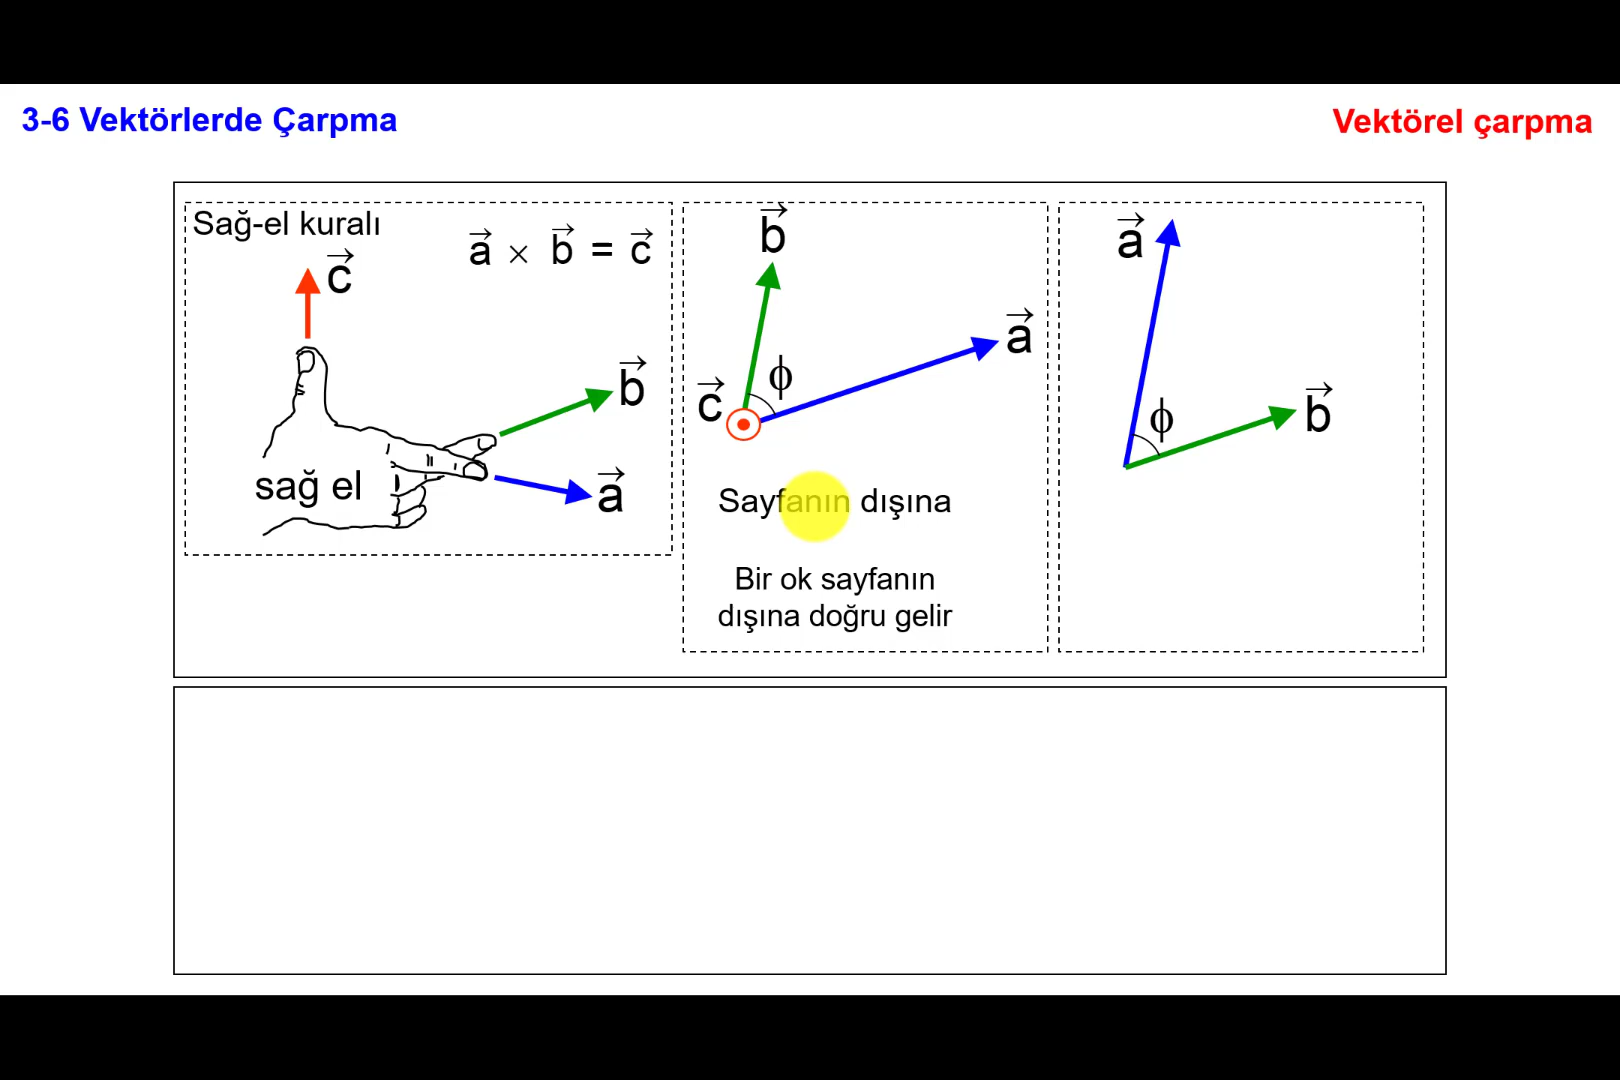 3-6 Vektörlerde Çarpma
Vektörel çarpma
Sağ-el kuralı
a⃗ × b⃗ = c⃗
c⃗
b⃗
a⃗
sağ el
b⃗
a⃗
ϕ
c⃗
Sayfanın dışına
Bir ok sayfanın
dışına doğru gelir
a⃗
b⃗
ϕ